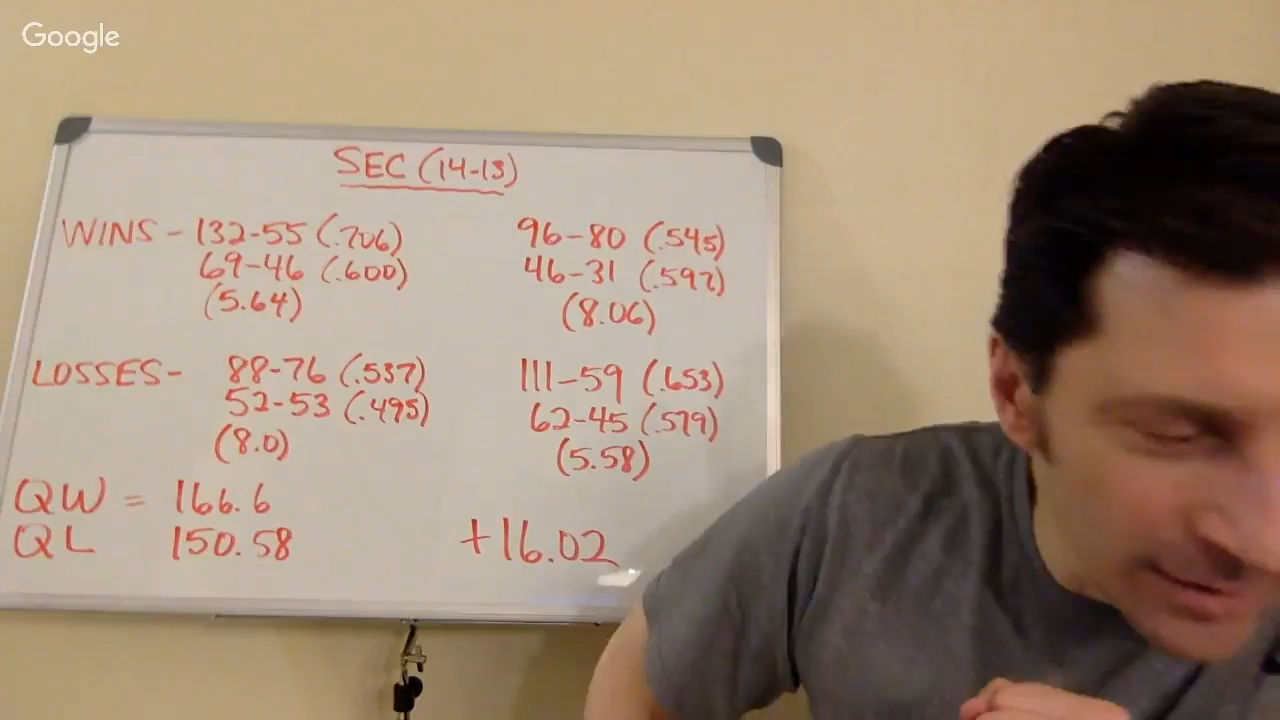 Google
SEC (14-13)
WINS - 132-55 (.706)
69-46 (.600)
(5.64)
96-80 (.545)
46-31 (.597)
(8.06)
LOSSES- 88-76 (.537)
52-53 (.495)
(8.0)
111-59 (.653)
62-45 (.579)
(5.58)
QW = 166.6
QL 150.58
+16.02